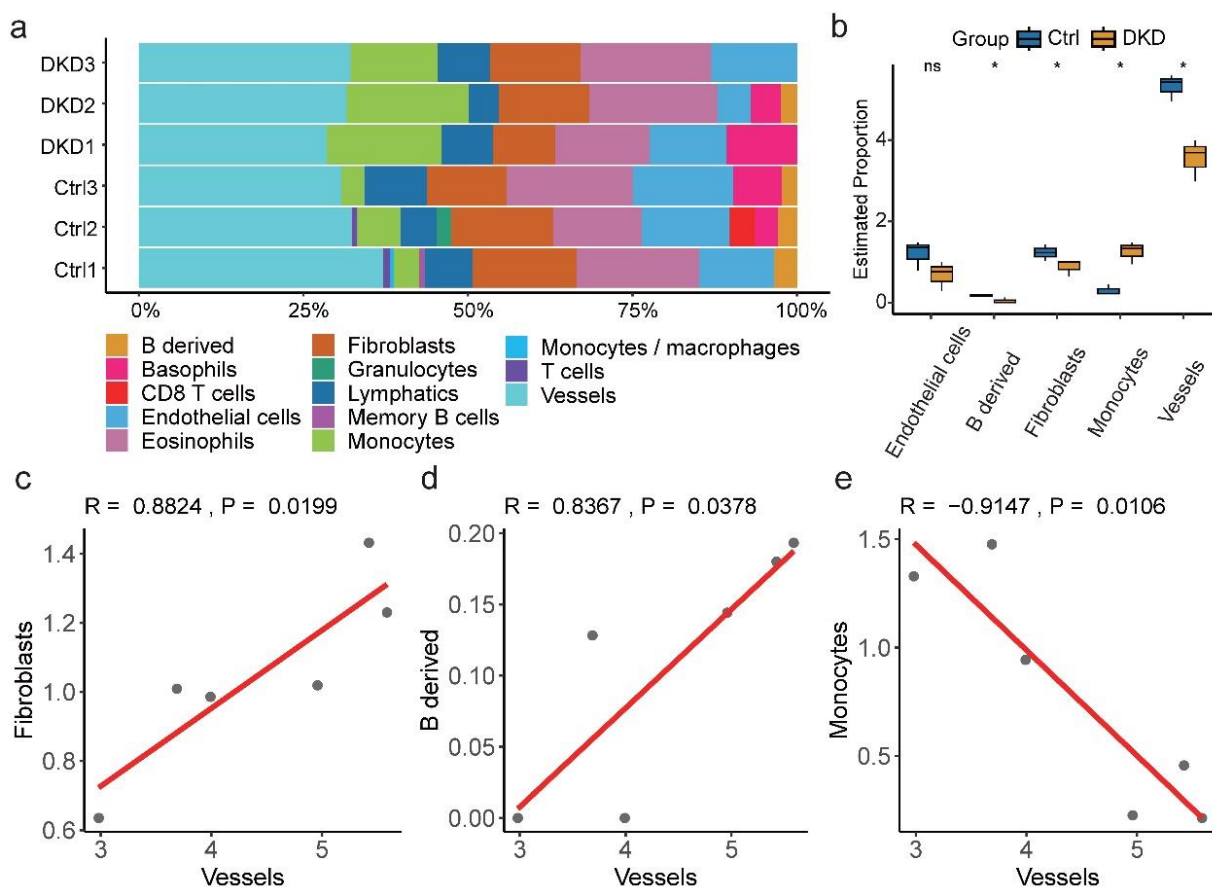 a
DKD3
DKD2
DKD1
Ctrl3
Ctrl2
Ctrl1
0% 25% 50% 75% 100%
B derived
Basophils
CD8 T cells
Endothelial cells
Eosinophils
Fibroblasts
Granulocytes
Lymphatics
Memory B cells
Monocytes
Monocytes / macrophages
T cells
Vessels
b
Group Ctrl DKD
ns * * * *
Estimated Proportion
4
2
0
Endothelial cells
B derived
Fibroblasts
Monocytes
Vessels
c
R = 0.8824 , P = 0.0199
Fibroblasts
1.4
1.2
1.0
0.8
0.6
3 4 5
Vessels
d
R = 0.8367 , P = 0.0378
B derived
0.20
0.15
0.10
0.05
0.00
3 4 5
Vessels
e
R = −0.9147 , P = 0.0106
Monocytes
1.5
1.0
0.5
3 4 5
Vessels